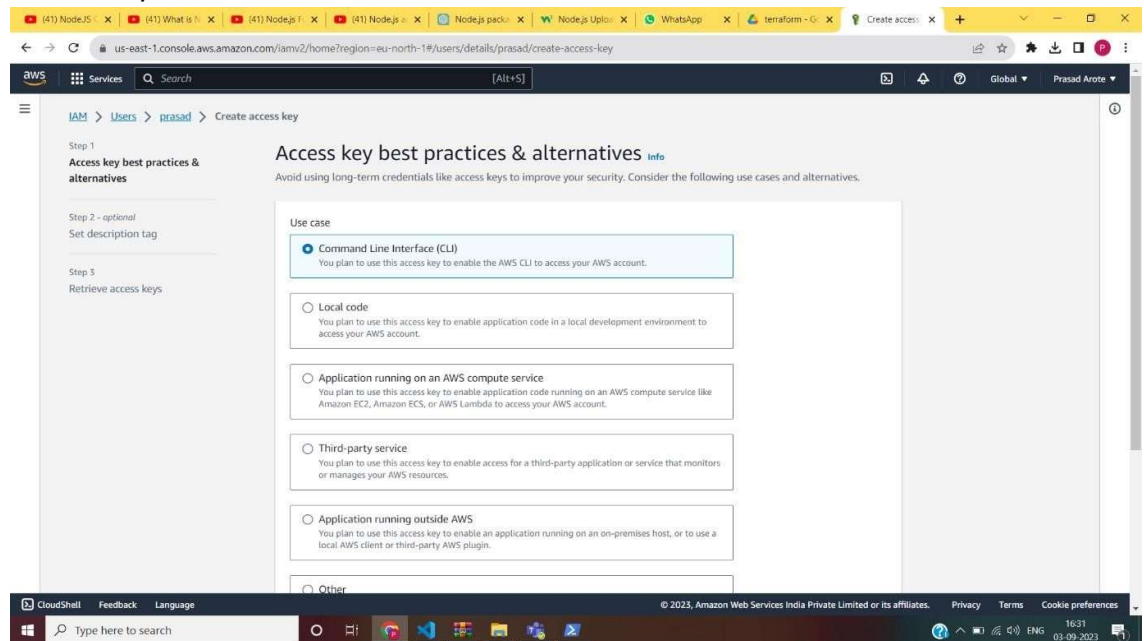 (41) NodeJS
(41) What is N
(41) Node.js F
(41) Node.js a
Node.js packa
Node.js Uploa
WhatsApp
terraform - G
Create access
us-east-1.console.aws.amazon.com/iamv2/home?region=eu-north-1#/users/details/prasad/create-access-key
P
aws
Services
Search
[Alt+S]
Global
Prasad Arote
IAM > Users > prasad > Create access key
Step 1
Access key best practices &
alternatives
Step 2 - optional
Set description tag
Step 3
Retrieve access keys
Access key best practices & alternatives Info
Avoid using long-term credentials like access keys to improve your security. Consider the following use cases and alternatives.
Use case
Command Line Interface (CLI)
You plan to use this access key to enable the AWS CLI to access your AWS account.
Local code
You plan to use this access key to enable application code in a local development environment to
access your AWS account.
Application running on an AWS compute service
You plan to use this access key to enable application code running on an AWS compute service like
Amazon EC2, Amazon ECS, or AWS Lambda to access your AWS account.
Third-party service
You plan to use this access key to enable access for a third-party application or service that monitors
or manages your AWS resources.
Application running outside AWS
You plan to use this access key to enable an application running on an on-premises host, or to use a
local AWS client or third-party AWS plugin.
Other
CloudShell Feedback Language
© 2023, Amazon Web Services India Private Limited or its affiliates. Privacy Terms Cookie preferences
Type here to search
ENG
16:31
03-09-2023